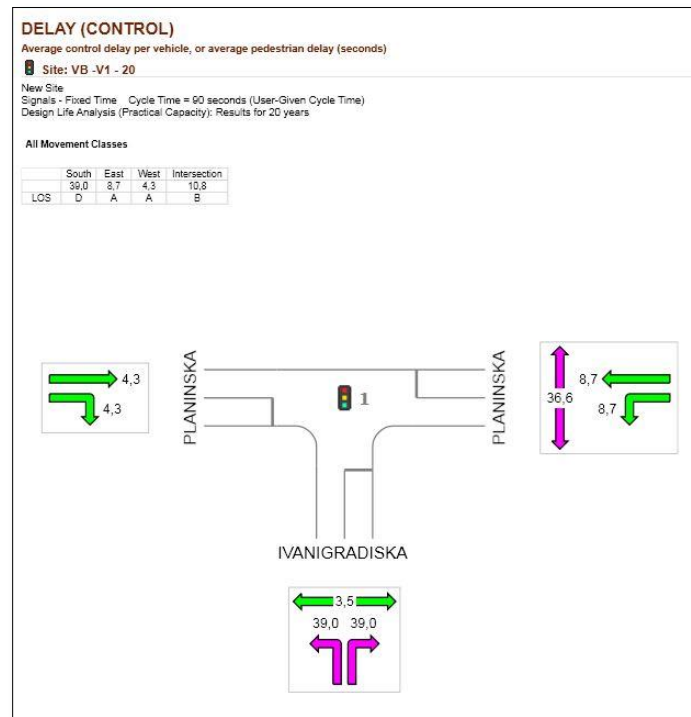 DELAY (CONTROL)
Average control delay per vehicle, or average pedestrian delay (seconds)
Site: VB -V1 - 20
New Site
Signals - Fixed Time Cycle Time = 90 seconds (User-Given Cycle Time)
Design Life Analysis (Practical Capacity): Results for 20 years
All Movement Classes
South East West Intersection
39,0 8,7 4,3 10,8
LOS D A A B
4,3
4,3
PLANINSKA
1
PLANINSKA
36,6
8,7
8,7
IVANIGRADISKA
3,5
39,0 39,0